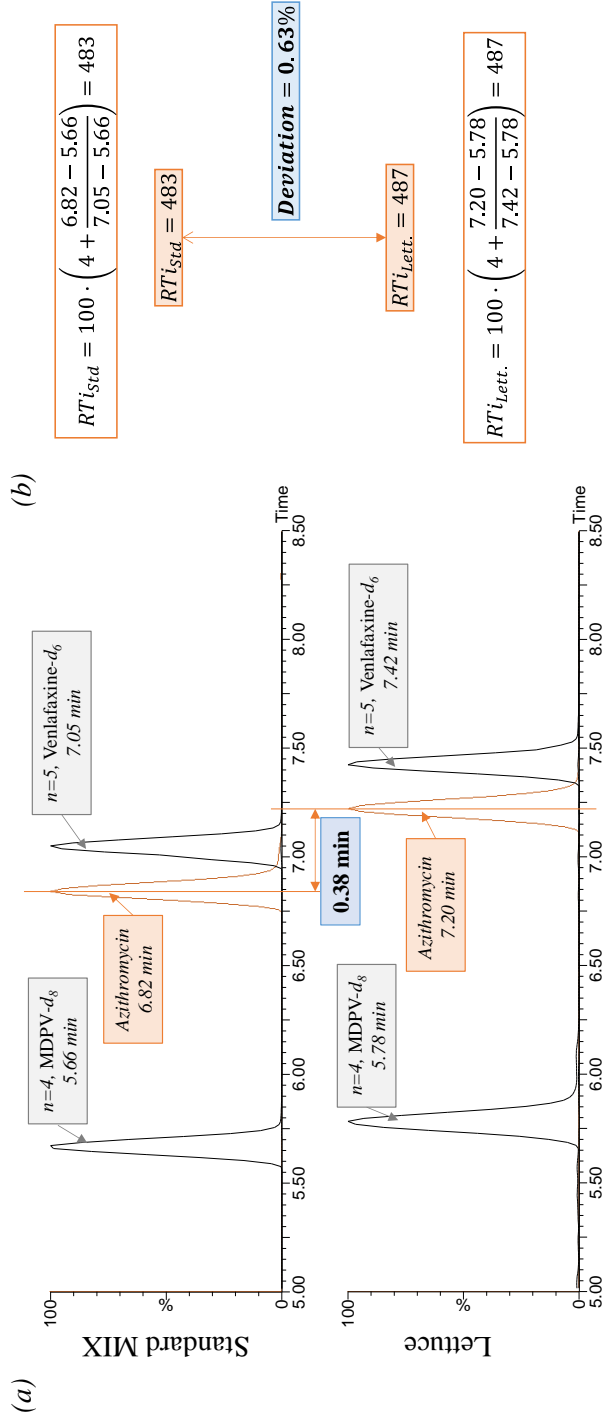 (a)
Standard MIX
100
%
0
n=4, MDPV-d8
5.66 min
Azithromycin
6.82 min
n=5, Venlafaxine-d6
7.05 min
5.00 5.50 6.00 6.50 7.00 7.50 8.00 8.50
Time
0.38 min
Lettuce
100
%
0
n=4, MDPV-d8
5.78 min
Azithromycin
7.20 min
n=5, Venlafaxine-d6
7.42 min
5.00 5.50 6.00 6.50 7.00 7.50 8.00 8.50
Time
(b)
RTi_Std = 100 · (4 + (6.82 − 5.66)/(7.05 − 5.66)) = 483
RTi_Std = 483
Deviation = 0.63%
RTi_Lett. = 487
RTi_Lett. = 100 · (4 + (7.20 − 5.78)/(7.42 − 5.78)) = 487